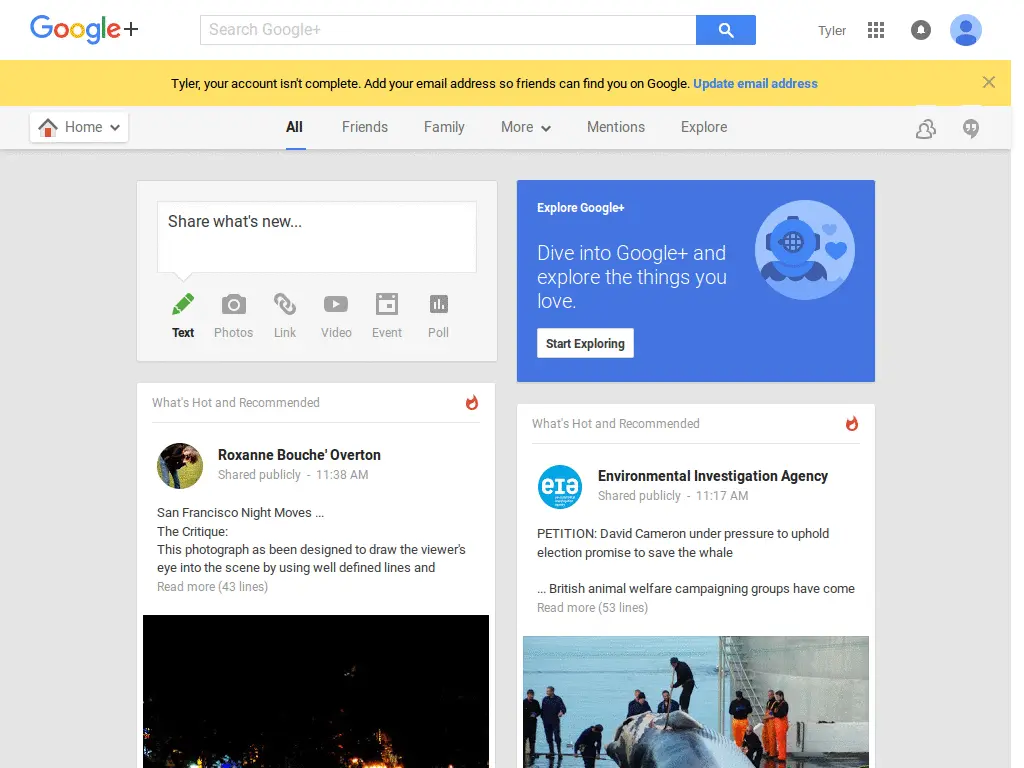 Google+
Search Google+
Tyler
Tyler, your account isn't complete. Add your email address so friends can find you on Google. Update email address
Home
All
Friends
Family
More
Mentions
Explore
Share what's new...
Text
Photos
Link
Video
Event
Poll
Explore Google+
Dive into Google+ and
explore the things you
love.
Start Exploring
What's Hot and Recommended
Roxanne Bouche' Overton
Shared publicly - 11:38 AM
San Francisco Night Moves ...
The Critique:
This photograph as been designed to draw the viewer's
eye into the scene by using well defined lines and
Read more (43 lines)
What's Hot and Recommended
eia
Environmental Investigation Agency
Shared publicly - 11:17 AM
PETITION: David Cameron under pressure to uphold
election promise to save the whale
... British animal welfare campaigning groups have come
Read more (53 lines)